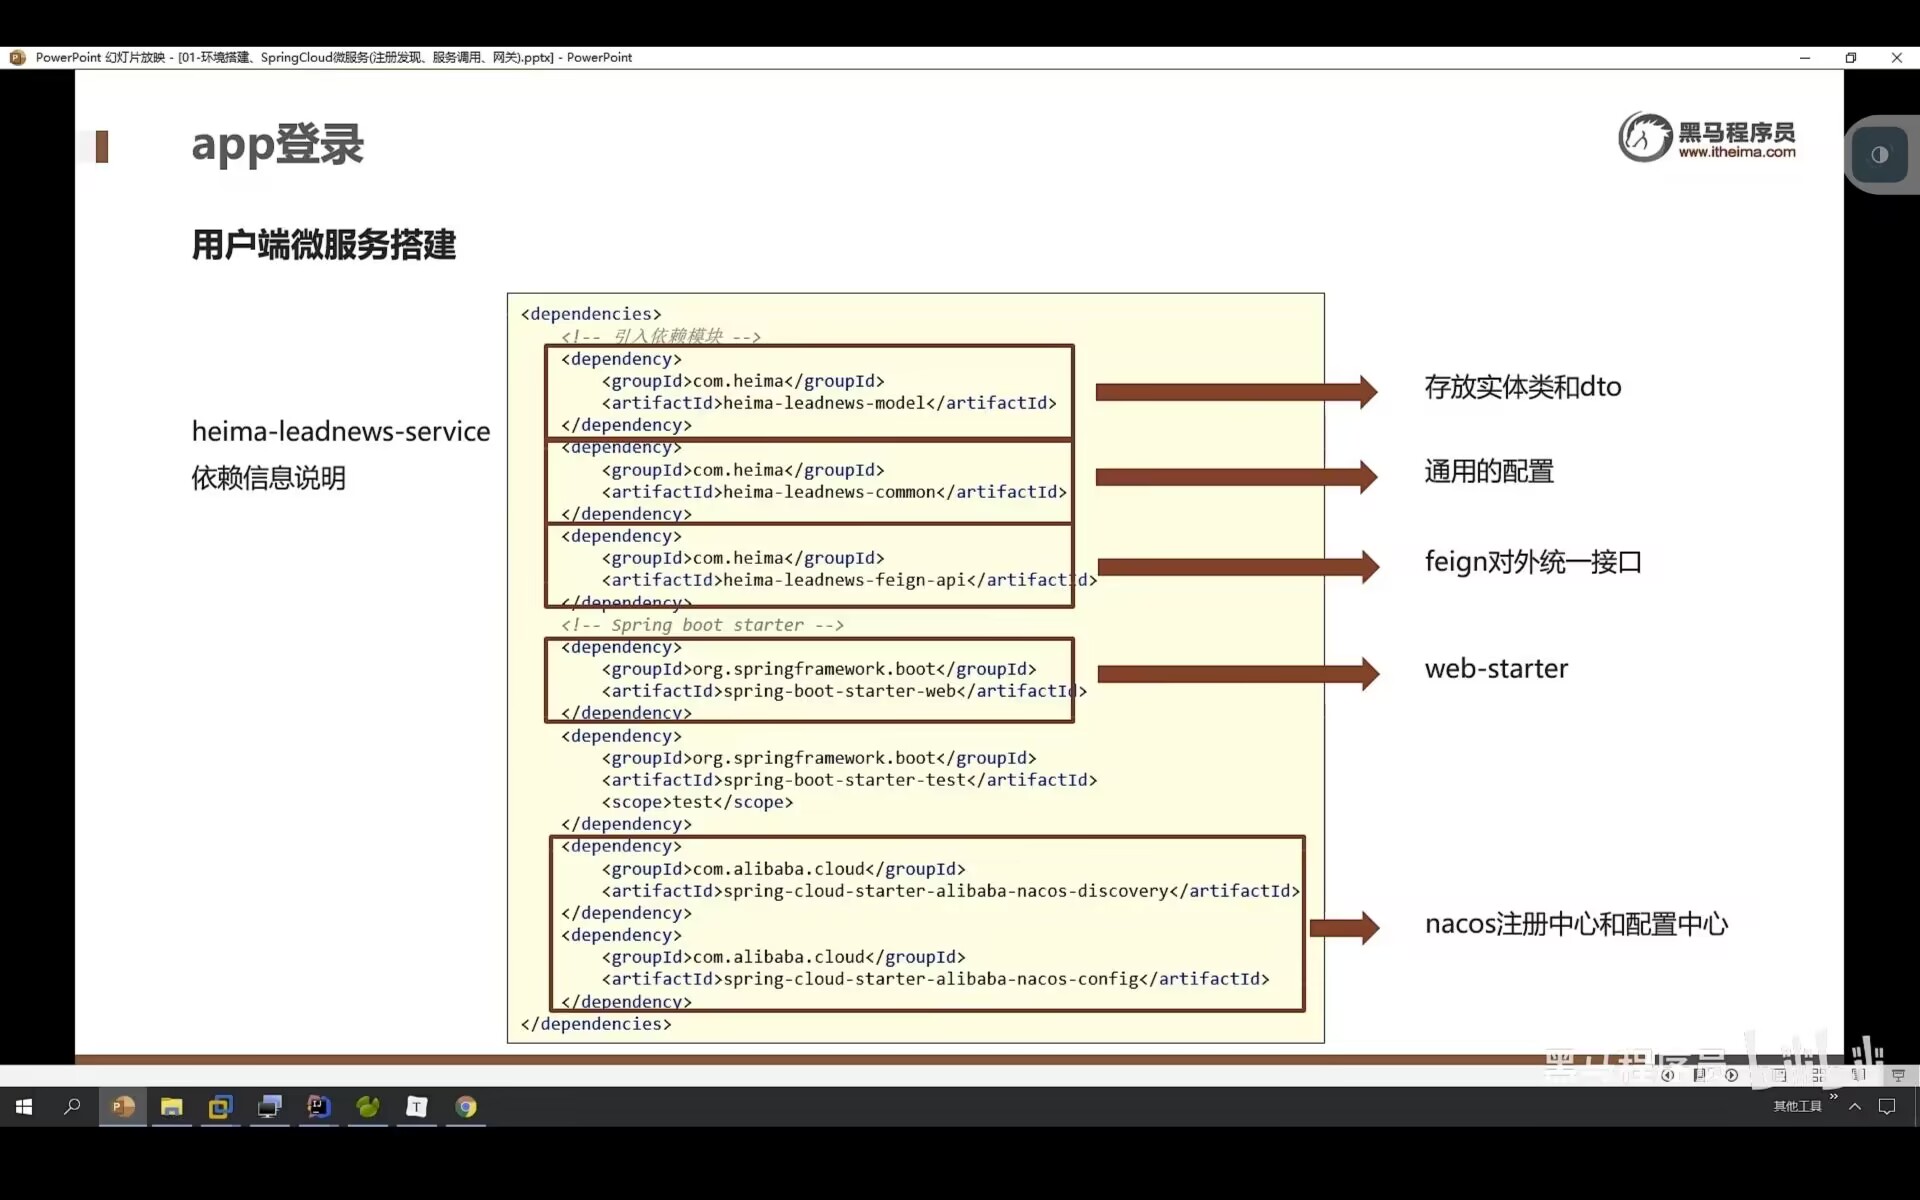 PowerPoint 幻灯片放映 - [01-环境搭建、SpringCloud微服务(注册发现、服务调用、网关).pptx] - PowerPoint
app登录
黑马程序员
www.itheima.com
用户端微服务搭建
heima-leadnews-service
依赖信息说明
<dependencies>
<!-- 引入依赖模块 -->
<dependency>
<groupId>com.heima</groupId>
<artifactId>heima-leadnews-model</artifactId>
</dependency>
<dependency>
<groupId>com.heima</groupId>
<artifactId>heima-leadnews-common</artifactId>
</dependency>
<dependency>
<groupId>com.heima</groupId>
<artifactId>heima-leadnews-feign-api</artifactId>
</dependency>
<!-- Spring boot starter -->
<dependency>
<groupId>org.springframework.boot</groupId>
<artifactId>spring-boot-starter-web</artifactId>
</dependency>
<dependency>
<groupId>org.springframework.boot</groupId>
<artifactId>spring-boot-starter-test</artifactId>
<scope>test</scope>
</dependency>
<dependency>
<groupId>com.alibaba.cloud</groupId>
<artifactId>spring-cloud-starter-alibaba-nacos-discovery</artifactId>
</dependency>
<dependency>
<groupId>com.alibaba.cloud</groupId>
<artifactId>spring-cloud-starter-alibaba-nacos-config</artifactId>
</dependency>
</dependencies>
存放实体类和dto
通用的配置
feign对外统一接口
web-starter
nacos注册中心和配置中心
黑马程序员
其他工具